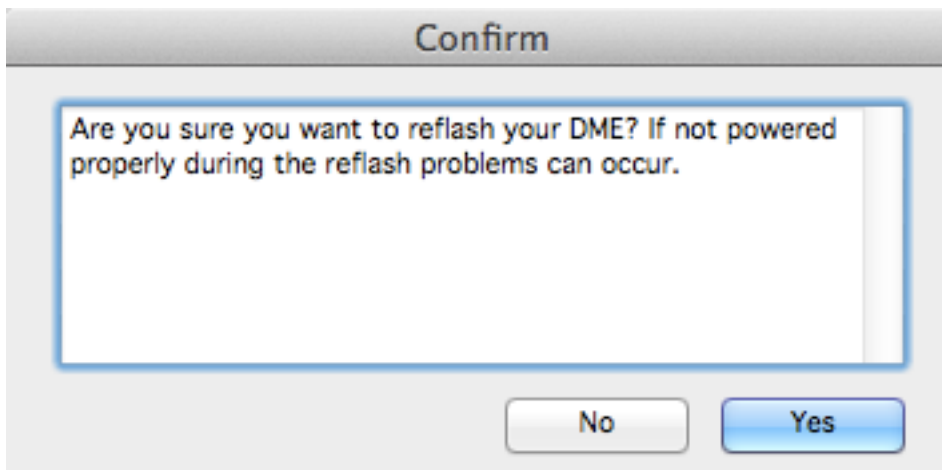 Confirm
Are you sure you want to reflash your DME? If not powered
properly during the reflash problems can occur.
No
Yes